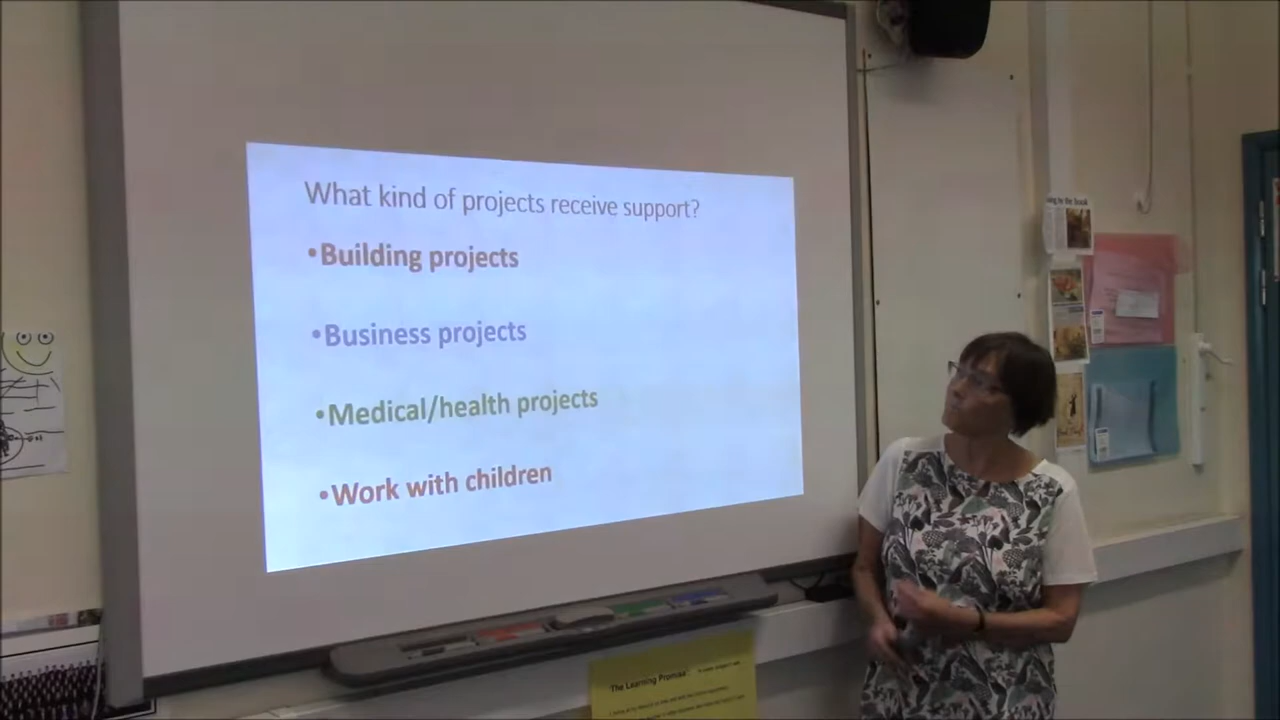 What kind of projects receive support?
•Building projects
•Business projects
•Medical/health projects
•Work with children
The Learning Promise